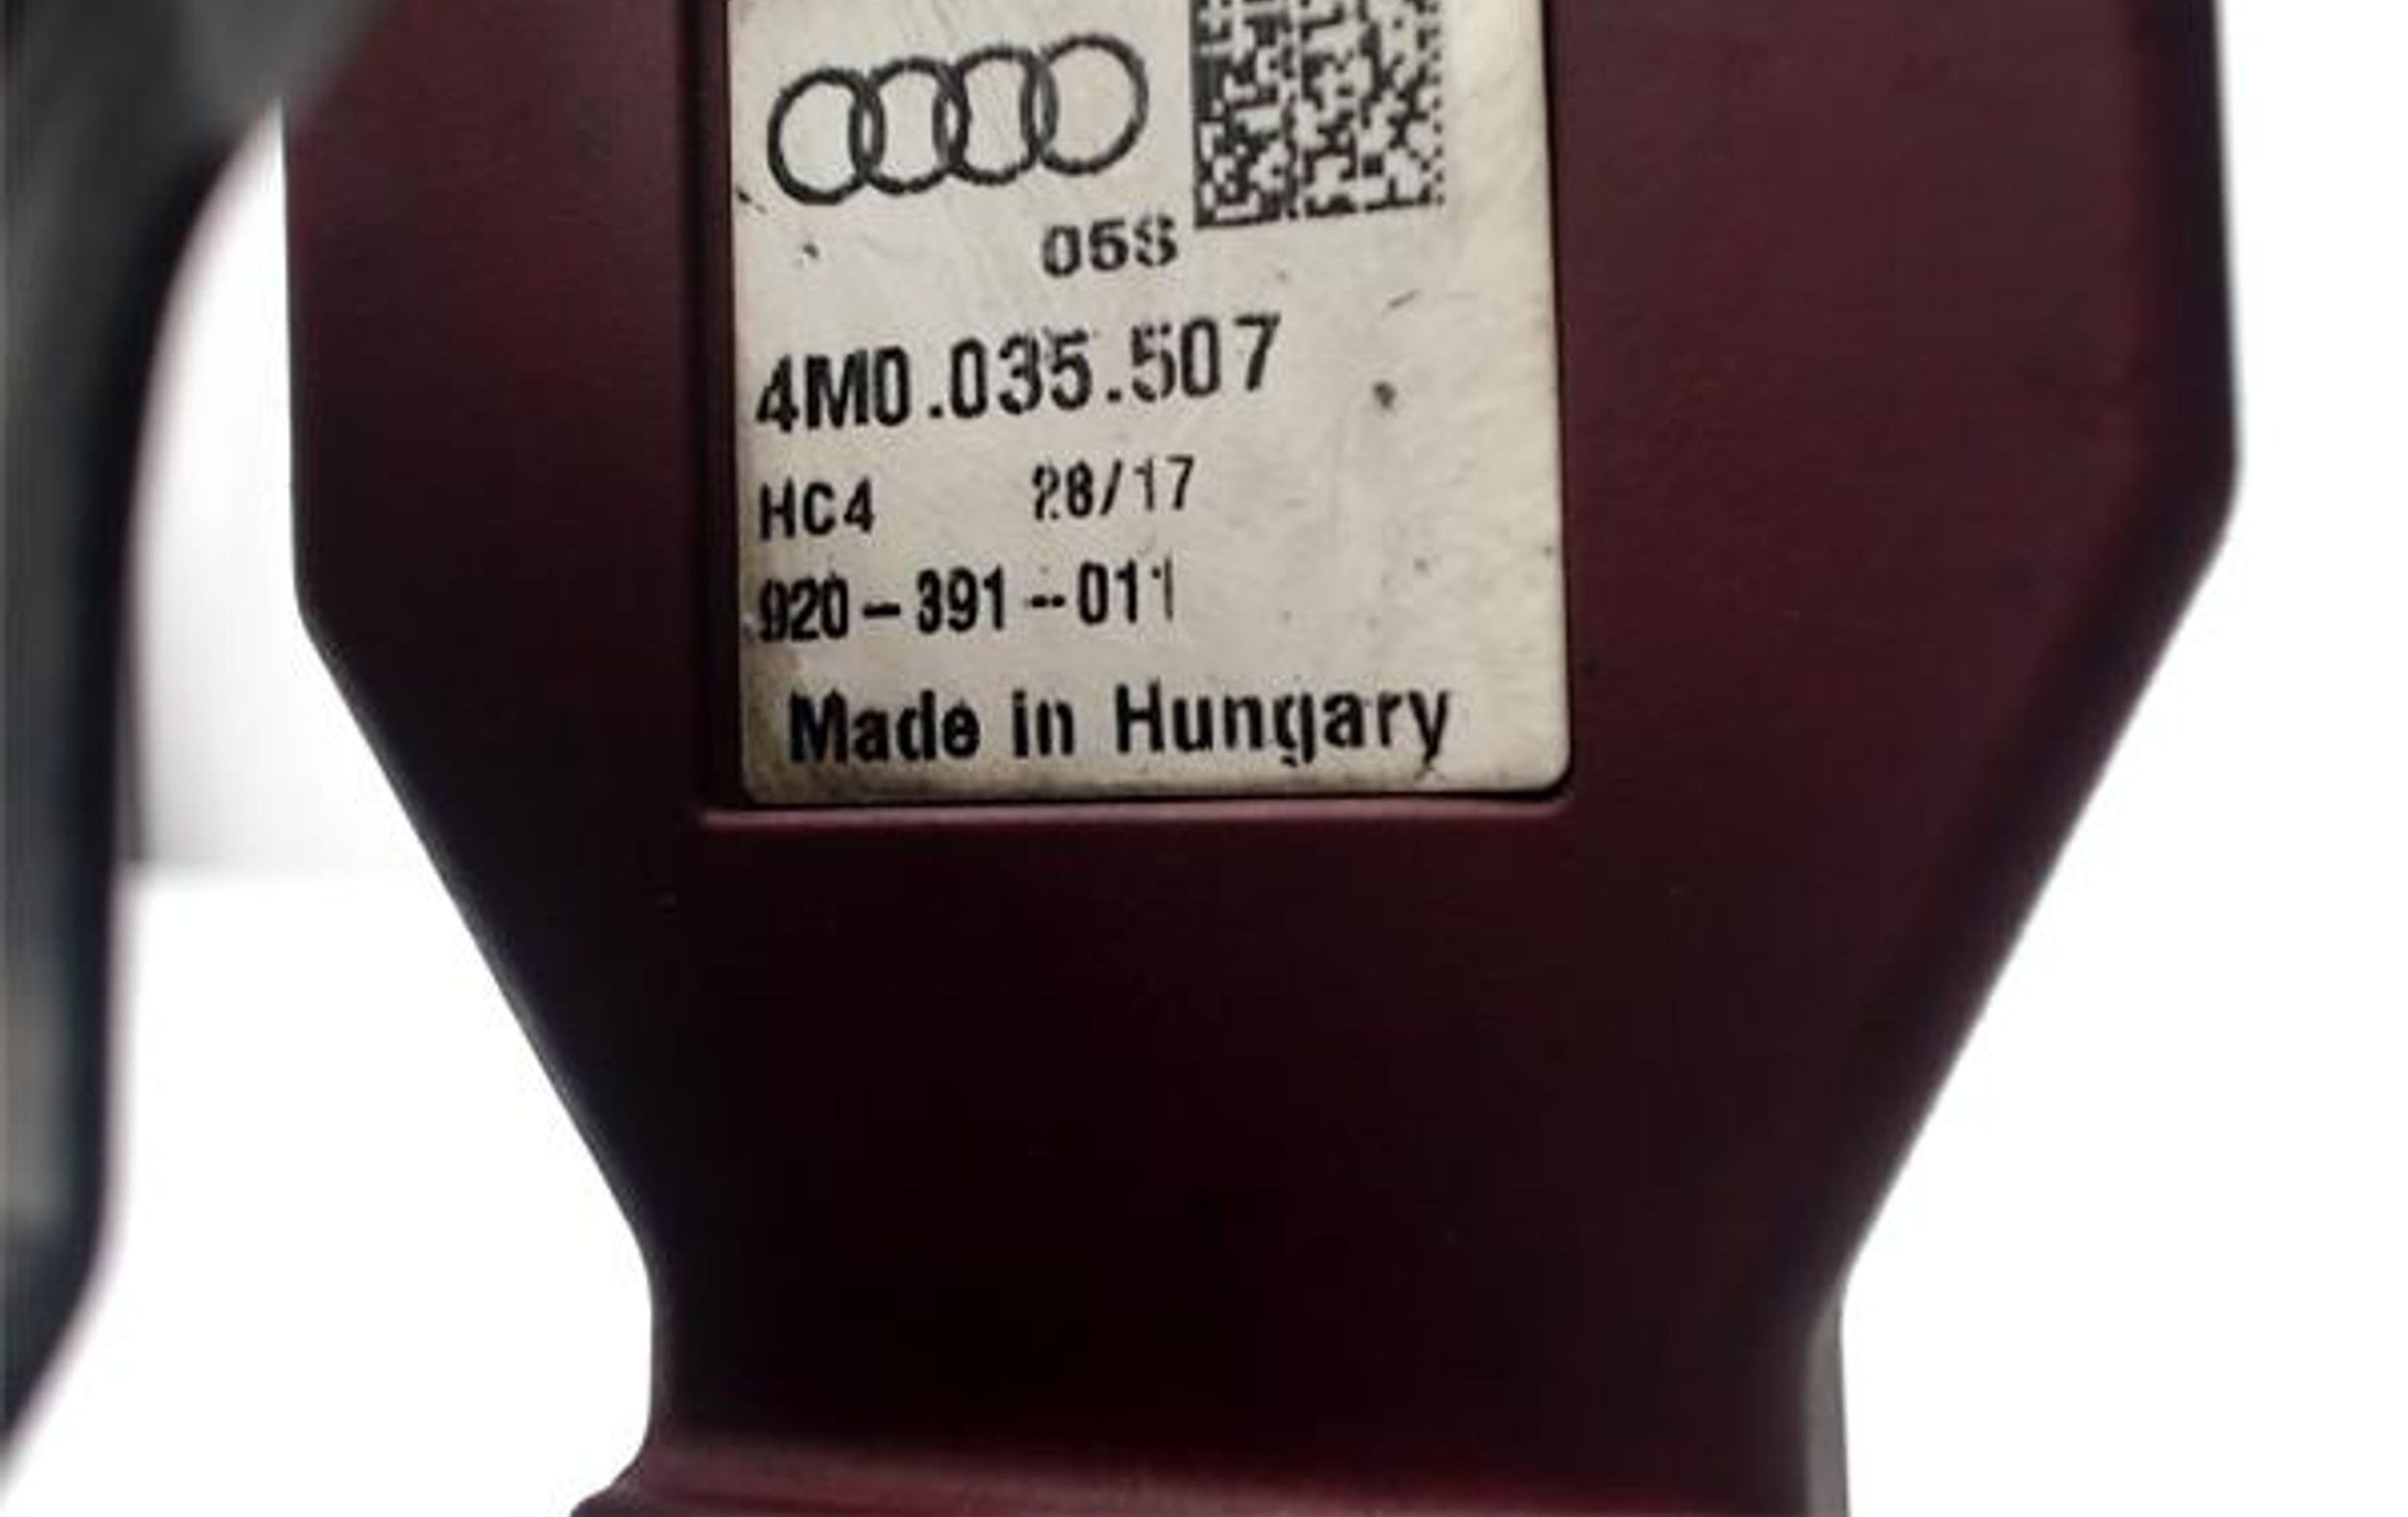 05S
4M0.035.507
HC4 28/17
920-391-011
Made in Hungary